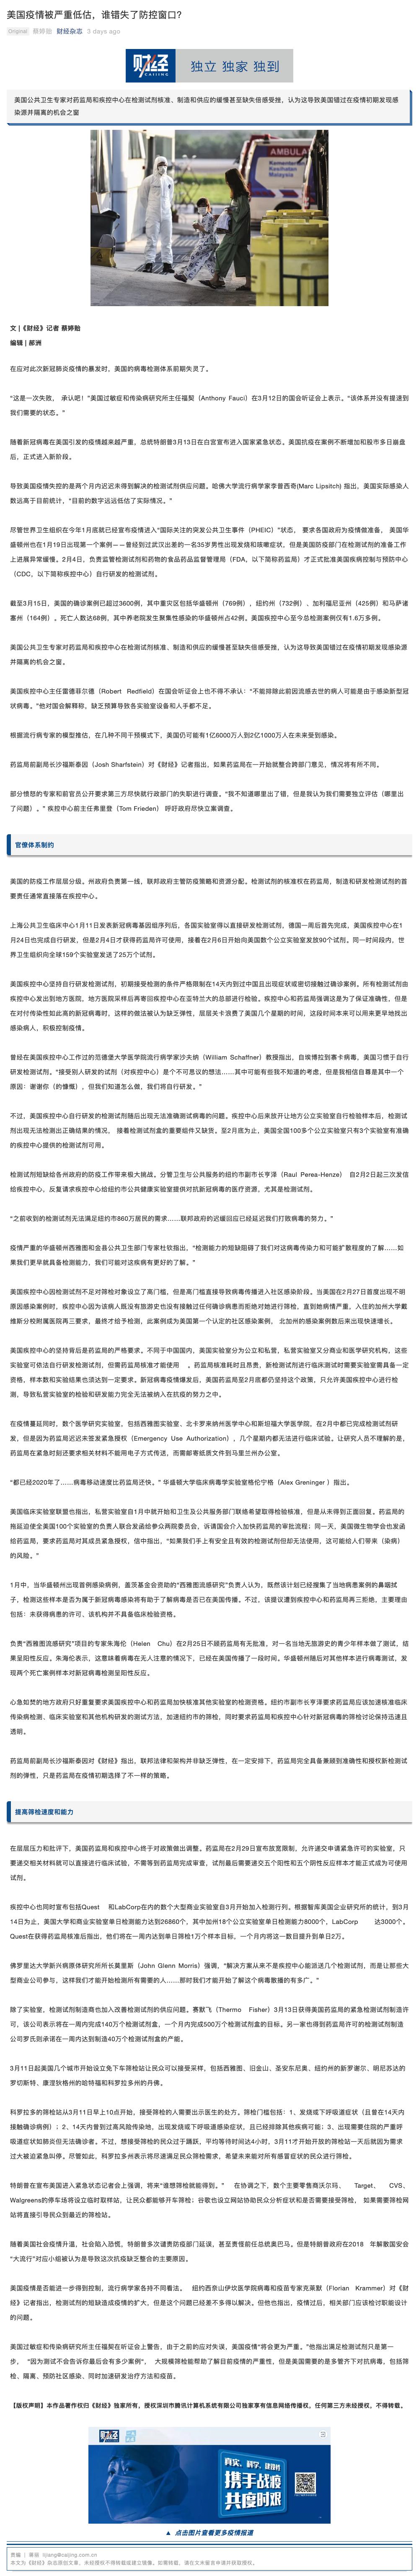 美国疫情被严重低估，谁错失了防控窗口?
Original 蔡婷贻 财经杂志 3 days ago
财经 CAIJING 独立 独家 独到
美国公共卫生专家对药监局和疾控中心在检测试剂核准、制造和供应的缓慢甚至缺失倍感受挫，认为这导致美国错过在疫情初期发现感
染源并隔离的机会之窗
文 |《财经》记者 蔡婷贻
编辑 | 郝洲
在应对此次新冠肺炎疫情的暴发时，美国的病毒检测体系前期失灵了。
“这是一次失败，承认吧！”美国过敏症和传染病研究所主任福契（Anthony Fauci）在3月12日的国会听证会上表示。“该体系并没有提速到
我们需要的状态。”
随着新冠病毒在美国引发的疫情越来越严重，总统特朗普3月13日在白宫宣布进入国家紧急状态。美国抗疫在案例不断增加和股市多日崩盘
后，正式进入新阶段。
导致美国疫情失控的是两个月内迟迟未得到解决的检测试剂供应问题。哈佛大学流行病学家李普西奇(Marc Lipsitch) 指出，美国实际感染人
数远高于目前统计，“目前的数字远远低估了实际情况。”
尽管世界卫生组织在今年1月底就已经宣布疫情进入“国际关注的突发公共卫生事件（PHEIC）”状态， 要求各国政府为疫情做准备， 美国华
盛顿州也在1月19日出现第一个案例——曾经到过武汉出差的一名35岁男性出现发烧和咳嗽症状，但是美国防疫部门在检测试剂的准备工作
上进展异常缓慢。2月4日，负责监管检测试剂和药物的食品药品监督管理局（FDA，以下简称药监局）才正式批准美国疾病控制与预防中心
（CDC，以下简称疾控中心）自行研发的检测试剂。
截至3月15日，美国的确诊案例已超过3600例，其中重灾区包括华盛顿州（769例），纽约州（732例）、加利福尼亚州（425例）和马萨诸
塞州（164例）。死亡人数达68例，其中养老院发生聚集性感染的华盛顿州占42例。美国疾控中心至今总检测案例仅有1.6万多例。
美国公共卫生专家对药监局和疾控中心在检测试剂核准、制造和供应的缓慢甚至缺失倍感受挫，认为这导致美国错过在疫情初期发现感染源
并隔离的机会之窗。
美国疾控中心主任雷德菲尔德（Robert Redfield）在国会听证会上也不得不承认：“不能排除此前因流感去世的病人可能是由于感染新型冠
状病毒。”他对国会解释称，缺乏预算导致各实验室设备和人手都不足。
根据流行病专家的模型推估，在几种不同干预模式下，美国仍可能有1亿6000万人到2亿1000万人在未来受到感染。
药监局前副局长沙福斯泰因（Josh Sharfstein）对《财经》记者指出，如果药监局在一开始就整合跨部门意见，情况将有所不同。
部分愤怒的专家和前官员公开要求第三方尽快就行政部门的失职进行调查。“我不知道哪里出了错，但是我认为我们需要独立评估（哪里出
了问题）。” 疾控中心前主任弗里登（Tom Frieden） 呼吁政府尽快立案调查。
官僚体系制约
美国的防疫工作层层分级。州政府负责第一线，联邦政府主管防疫策略和资源分配。检测试剂的核准权在药监局，制造和研发检测试剂的首
要责任通常直接落在疾控中心。
上海公共卫生临床中心1月11日发表新冠病毒基因组序列后，各国实验室得以直接研发检测试剂，德国一周后首先完成，美国疾控中心在1
月24日也完成自行研发，但是2月4日才获得药监局许可使用，接着在2月6日开始向美国数个公立实验室发放90个试剂。同一时间段内，世
界卫生组织向全球159个实验室发送了25万个试剂。
美国疾控中心坚持自行研发检测试剂，初期接受检测的条件严格限制在14天内到过中国且出现症状或密切接触过确诊案例。所有检测试剂由
疾控中心发出到地方医院，地方医院采样后再寄回疾控中心在亚特兰大的总部进行检验。疾控中心和药监局强调这是为了保证准确性，但是
在对付传染性如此高的新病毒时，这样的做法被认为缺乏弹性，层层关卡浪费了美国几个星期的时间，这段时间本来可以用来更早地找出
感染病人，积极控制疫情。
曾经在美国疾控中心工作过的范德堡大学医学院流行病学家沙夫纳（William Schaffner）教授指出，自埃博拉到寨卡病毒，美国习惯于自行
研发检测试剂。“接受别人研发的试剂（对疾控中心）是个不可思议的想法……其中可能有些我不知道的考虑，但是我相信自尊是其中一个
原因：谢谢你（的慷慨），但我们知道怎么做，我们将自行研发。”
不过，美国疾控中心自行研发的检测试剂随后出现无法准确测试病毒的问题。疾控中心后来放开让地方公立实验室自行检验样本后，检测试
剂出现无法检测出正确结果的情况， 接着检测试剂盒的重要组件又缺货。至2月底为止，美国全国100多个公立实验室只有3个实验室有准确
的疾控中心提供的检测试剂可用。
检测试剂短缺给各州政府的防疫工作带来极大挑战。分管卫生与公共服务的纽约市副市长亨泽（Raul Perea-Henze） 自2月2日起三次发信
给疾控中心，反复请求疾控中心给纽约市公共健康实验室提供对抗新冠病毒的医疗资源，尤其是检测试剂。
“之前收到的检测试剂无法满足纽约市860万居民的需求……联邦政府的迟缓回应已经延迟我们打败病毒的努力。”
疫情严重的华盛顿州西雅图和金县公共卫生部门专家杜钦指出，“检测能力的短缺阻碍了我们对这病毒传染力和可能扩散程度的了解……如
果我们更早就具备检测能力，我们可能对这疾病有更好的了解。”
美国疾控中心因检测试剂不足对筛检对象设立了高门槛，但是高门槛直接导致病毒传播进入社区感染阶段。当美国在2月27日首度出现不明
原因感染案例时，疾控中心因为该病人既没有旅游史也没有接触过任何确诊病患而拒绝对她进行筛检，直到她病情严重，入住的加州大学戴
维斯分校附属医院再三要求，最终才给予检测，此案例成为美国第一个认定的社区感染案例， 北加州的感染案例数后来出现快速增长。
美国疾控中心的坚持背后是药监局的严格要求。不同于中国国内，美国实验室分为公立和私营，私营实验室又分商业和医学研究机构，这些
实验室可依法自行研发检测试剂，但需药监局核准才能使用 。药监局核准耗时且昂贵，新检测试剂进行临床测试时需要实验室需具备一定
资格，样本数和实验结果也须达到一定要求。新冠病毒疫情爆发后，美国药监局至2月底都仍坚持这个政策，只允许美国疾控中心进行检
测，导致私营实验室的检验和研发能力完全无法被纳入在抗疫的努力之中。
在疫情蔓延同时，数个医学研究实验室，包括西雅图实验室、北卡罗来纳州医学中心和斯坦福大学医学院，在2月中都已完成检测试剂研
发，但是因为药监局迟迟未签发紧急授权（Emergency Use Authorization），几个星期内都无法进行临床试验。让研究人员不理解的是，
药监局在紧急时刻还要求相关材料不能用电子方式传送，而需邮寄纸质文件到马里兰州办公室。
“都已经2020年了……病毒移动速度比药监局还快。” 华盛顿大学临床病毒学实验室格伦宁格（Alex Greninger ）指出。
美国临床实验室联盟也指出，私营实验室自1月中就开始和卫生及公共服务部门联络希望取得检验核准，但是从未得到正面回复。药监局的
拖延迫使全美国100个实验室的负责人联合发函给参众两院委员会，诉请国会介入加快药监局的审批流程；同一天，美国微生物学会也发函
给药监局，要求药监局对其成员紧急授权，信中指出，“如果我们手上有安全且有效的检测试剂但却无法使用，这可能给人们带来（染病）
的风险。”
1月中，当华盛顿州出现首例感染病例，盖茨基金会资助的“西雅图流感研究”负责人认为，既然该计划已经搜集了当地病患案例的鼻咽拭
子，检测这些样本是否为属于新冠病毒感染将有助于了解病毒是否已在美国传播。不过，该提议遭到疾控中心和药监局再三拒绝，主要理由
包括：未获得病患的许可、该机构并不具备临床检验资格。
负责“西雅图流感研究”项目的专家朱海伦（Helen Chu）在2月25日不顾药监局有无批准，对一名当地无旅游史的青少年样本做了测试，结
果呈阳性反应。朱海伦表示，这意味着病毒在无人注意的情况下，已经在美国传播了一段时间。华盛顿州随后对其他样本进行病毒测试，发
现两个死亡案例样本对新冠病毒检测呈阳性反应。
心急如焚的地方政府只好重复要求美国疾控中心和药监局加快核准其他实验室的检测资格。纽约市的副市长亨泽要求药监局应该加速核准临床
传染病检测、临床实验室和其他机构研发的测试方法，加速纽约市的筛检，同时要求药监局和疾控中心针对新冠病毒的筛检讨论保持迅速且
透明。
药监局前副局长沙福斯泰因对《财经》指出，联邦法律和架构并非缺乏弹性，在一定安排下，药监局完全具备兼顾到准确性和授权新检测试
剂的弹性，只是药监局在疫情初期选择了不一样的策略。
提高筛检速度和能力
在层层压力和批评下，美国药监局和疾控中心终于对政策做出调整。药监局在2月29日宣布放宽限制，允许递交申请紧急许可的实验室，只
要递交相关材料就可以直接进行临床试验，不需等到药监局完成审查，试剂最后需要递交五个阳性和五个阴性反应样本才能正式成为可使用
试剂。
疾控中心也同时宣布包括Quest 和LabCorp在内的数个大型商业实验室自3月开始加入检测行列。根据智库美国企业研究所的统计，到3月
14日为止，美国大学和商业实验室单日检测能力达到26860个，其中加州18个公立实验室单日检测能力8000个，LabCorp 达3000个。
Quest在获得药监局核准后指出，他们将在一周内达到单日筛检1万个样本目标，一个月内将这一数目提升到单日2万。
佛罗里达大学新兴病原体研究所所长莫里斯（John Glenn Morris）强调，“解决方案从来不是疾控中心能派送几个检测试剂，而是让那些大
型商业公司参与，这样我们才能开始检测所有需要的人……即时我们才能开始了解这个病毒散播的有多广。”
除了实验室，检测试剂制造商也加入改善检测试剂的供应问题。赛默飞（Thermo Fisher）3月13日获得美国药监局的紧急检测试剂制造许
可，该公司表示将在一周内完成140万个检测试剂盒，一个月内完成500万个检测试剂盒的目标。另一家也得到药监局许可的检测试剂制造
公司罗氏则承诺在一周内达到制造40万个检测试剂盒的产能。
3月11日起美国几个城市开始设立免下车筛检站让民众可以接受采样，包括西雅图、旧金山、圣安东尼奥、纽约州的新罗谢尔、明尼苏达的
罗切斯特、康涅狄格州的哈特福和科罗拉多州的丹佛。
科罗拉多的筛检站从3月11日早上10点开始，接受筛检的人需要出示医生的处方。筛检门槛包括：1、发烧或下呼吸道症状（且曾在14天内
接触确诊病例）；2、14天内曾到过高风险传染地、出现发烧或下呼吸道感染症状，且已经排除其他疾病可能；3、出现需要住院的严重呼
吸道症状如肺炎但无法确诊者。不过，想接受筛检的民众过于踊跃，平均等待时间达4小时，3月11才开始开放的筛检站一天后就因为需求
过大被迫紧急叫停。尽管如此，科罗拉多州表示将尽速满足民众筛检需求，希望未来能对所有感冒症状的民众进行筛检。
特朗普在宣布美国进入紧急状态记者会上强调，将来“谁想筛检就能得到。” 在协调之下，数个主要零售商沃尔玛、 Target、 CVS、
Walgreens的停车场将设立临时取样站，让民众都能够开车筛检；谷歌也设立网站协助民众分析症状和是否需要接受筛检， 如果需要筛检网
站将直接引导民众到最近的筛检站。
随着美国社会疫情升温，社会陷入恐慌，特朗普多次谴责防疫部门延误，甚至责怪前任总统奥巴马。但是特朗普政府在2018 年解散国安会
“大流行”对应小组被认为是导致这次抗疫缺乏整合的主要原因。
美国疫情是否能进一步得到控制，流行病学家各持不同看法。 纽约的西奈山伊坎医学院病毒和疫苗专家克莱默（Florian Krammer）对《财
经》记者指出，检测试剂的短缺造成疫情的扩大，但是这个问题已经差不多得以解决。但他也指出，疫情过后，相关部门应该检讨职能设计
的问题。
美国过敏症和传染病研究所主任福契在听证会上警告，由于之前的应对失误，美国疫情“将会更为严重。”他指出满足检测试剂只是第一
步， “因为测试不会告诉你最后会有多少案例”， 大规模筛检能帮助了解目前疫情的严重性，但是美国需要的是多管齐下对抗病毒，包括筛
检、隔离、预防社区感染、同时加速研发治疗方法和疫苗。
【版权声明】本作品著作权归《财经》独家所有，授权深圳市腾讯计算机系统有限公司独家享有信息网络传播权，任何第三方未经授权，不得转载。
财经
真实、科学、建设性
携手战疫
共度时艰
▲ 点击图片查看更多疫情报道
责编 | 蒋丽 lijiang@caijing.com.cn
本文为《财经》杂志原创文章，未经授权不得转载或建立镜像。如需转载，请在文末留言申请并获取授权。